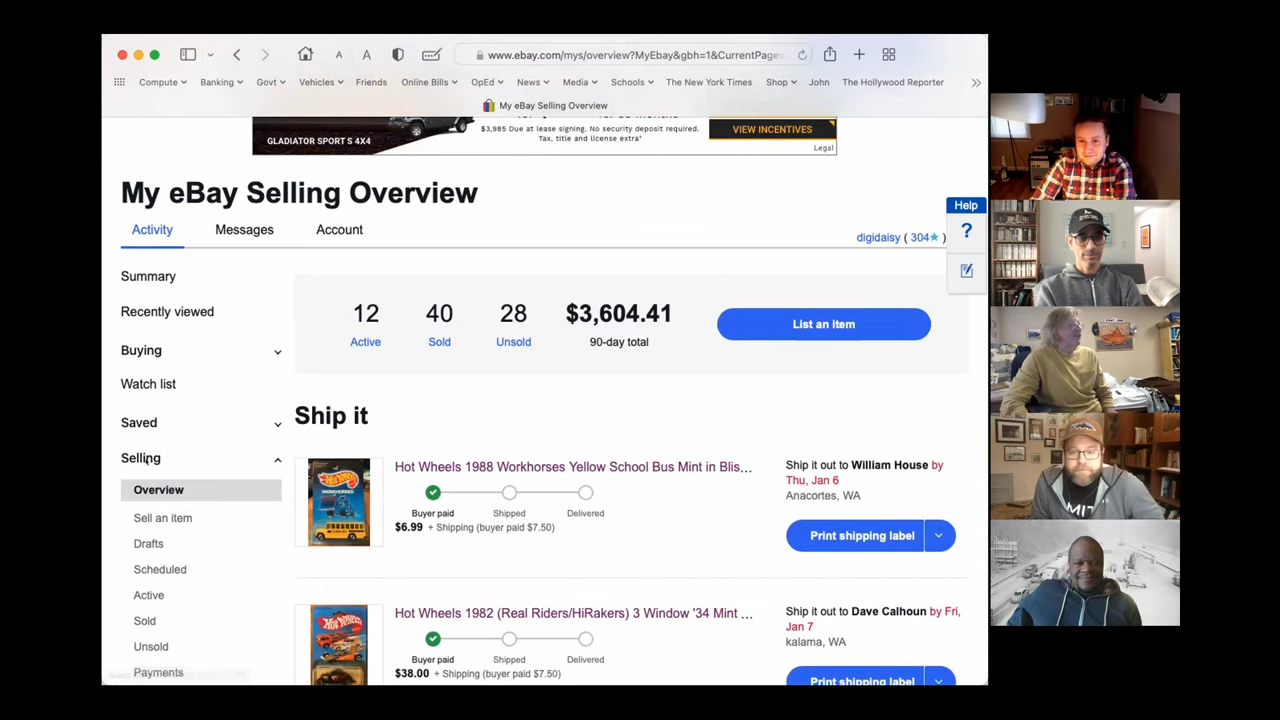 www.ebay.com/mys/overview?MyEbay&gbh=1&CurrentPage=
Compute Banking Govt Vehicles Friends Online Bills OpEd News Media Schools The New York Times Shop John The Hollywood Reporter
My eBay Selling Overview
GLADIATOR SPORT S 4X4
$3,985 Due at lease signing. No security deposit required.
Tax, title and license extra¹
VIEW INCENTIVES
Legal
My eBay Selling Overview
Help
?
Activity Messages Account
digidaisy ( 304★ )
Summary
Recently viewed
Buying
Watch list
Saved
Selling
Overview
Sell an item
Drafts
Scheduled
Active
Sold
Unsold
Payments
12 40 28 $3,604.41
Active Sold Unsold 90-day total
List an item
Ship it
Hot Wheels 1988 Workhorses Yellow School Bus Mint in Blis...
Buyer paid Shipped Delivered
$6.99 + Shipping (buyer paid $7.50)
Ship it out to William House by
Thu, Jan 6
Anacortes, WA
Print shipping label
Hot Wheels 1982 (Real Riders/HiRakers) 3 Window '34 Mint ...
Buyer paid Shipped Delivered
$38.00 + Shipping (buyer paid $7.50)
Ship it out to Dave Calhoun by Fri,
Jan 7
kalama, WA
Print shipping label